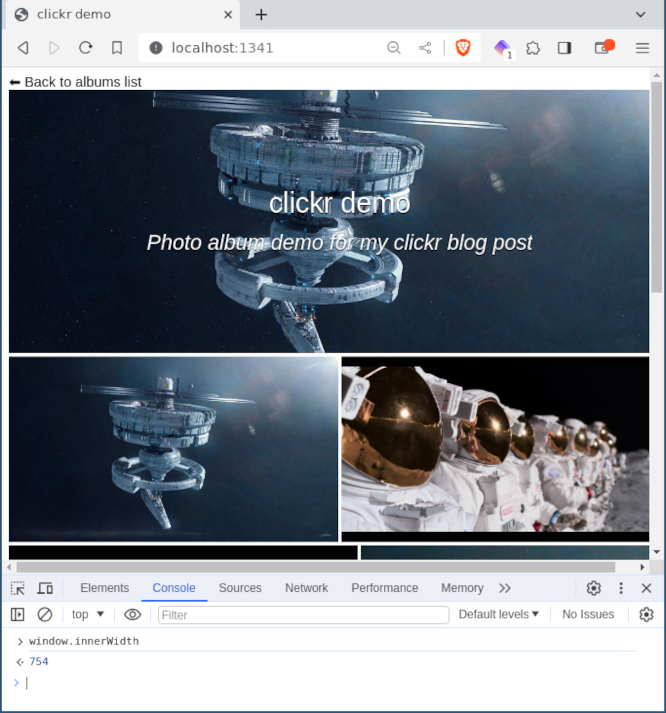 clickr demo
localhost:1341
1
⬅ Back to albums list
clickr demo
Photo album demo for my clickr blog post
Elements Console Sources Network Performance Memory
top Filter Default levels No Issues
window.innerWidth
754